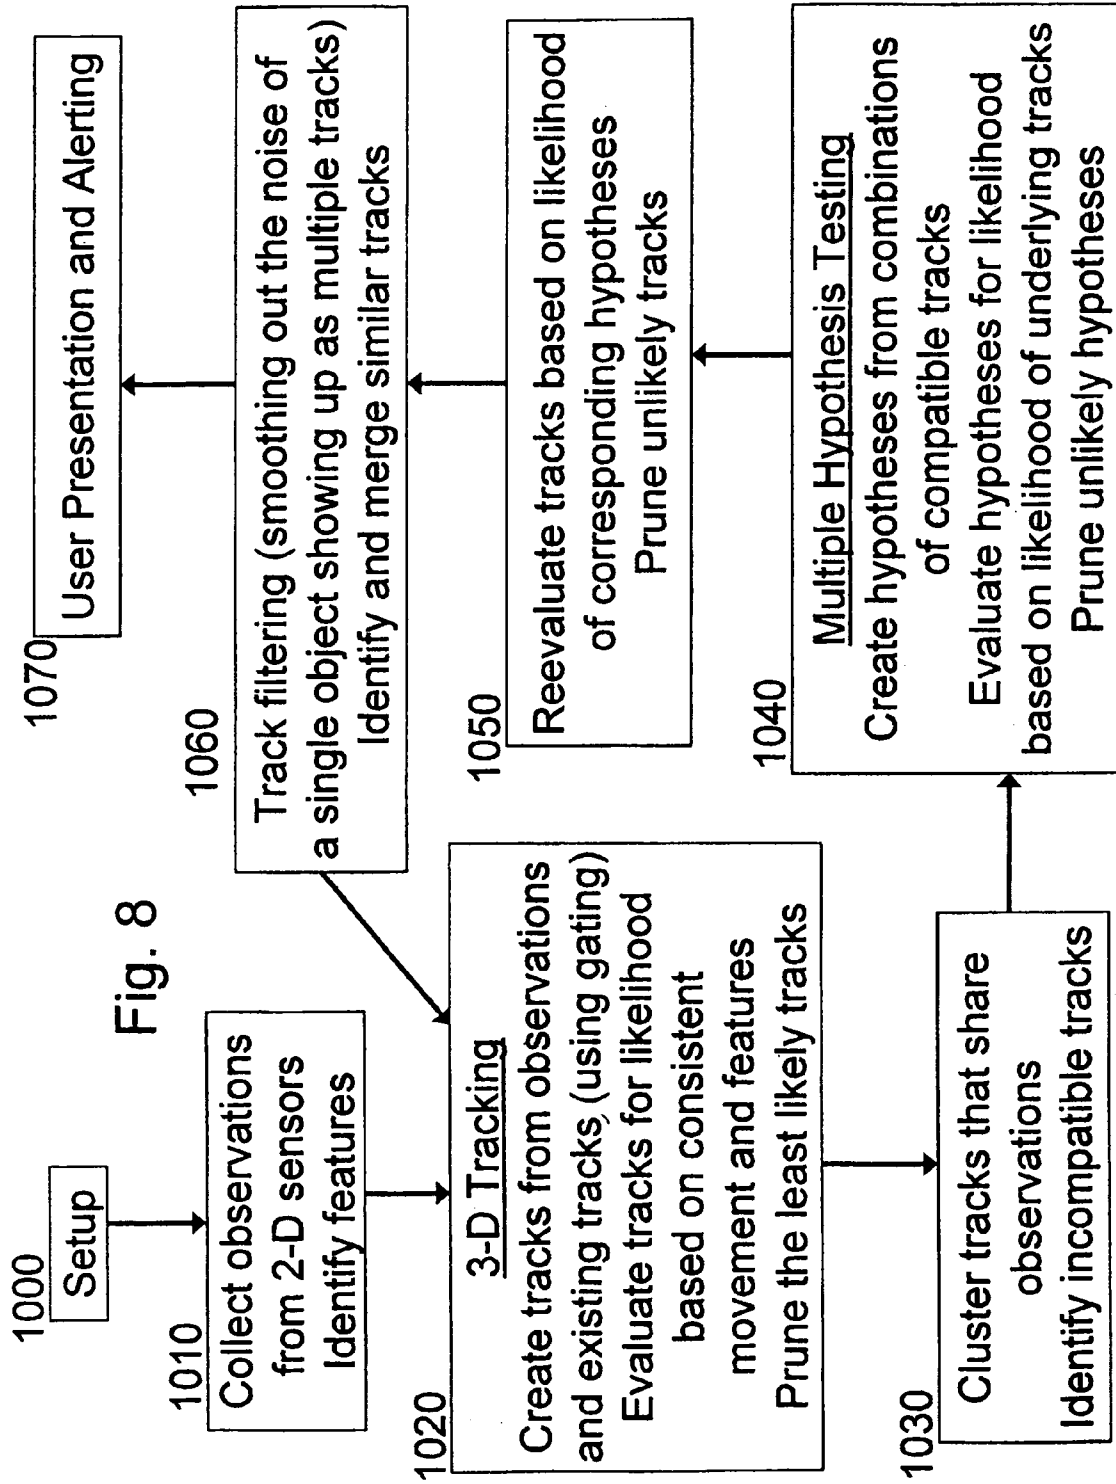 Fig. 8
1000
Setup
1010
Collect observations
from 2-D sensors
Identify features
1020
3-D Tracking
Create tracks from observations
and existing tracks, (using gating)
Evaluate tracks for likelihood
based on consistent
movement and features
Prune the least likely tracks
1030
Cluster tracks that share
observations
Identify incompatible tracks
1040
Multiple Hypothesis Testing
Create hypotheses from combinations
of compatible tracks
Evaluate hypotheses for likelihood
based on likelihood of underlying tracks
Prune unlikely hypotheses
1050
Reevaluate tracks based on likelihood
of corresponding hypotheses
Prune unlikely tracks
1060
Track filtering (smoothing out the noise of
a single object showing up as multiple tracks)
Identify and merge similar tracks
1070
User Presentation and Alerting